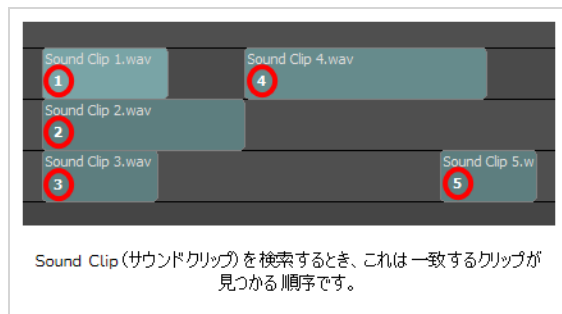 Sound Clip 1.wav
1
Sound Clip 4.wav
4
Sound Clip 2.wav
2
Sound Clip 3.wav
3
Sound Clip 5.w
5
Sound Clip(サウンドクリップ)を検索するとき、これは一致するクリップが
見つかる順序です。